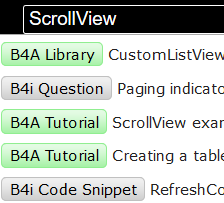 ScrollView
B4A Library CustomListView
B4i Question Paging indicato
B4A Tutorial ScrollView exa
B4A Tutorial Creating a table
B4i Code Snippet RefreshCo